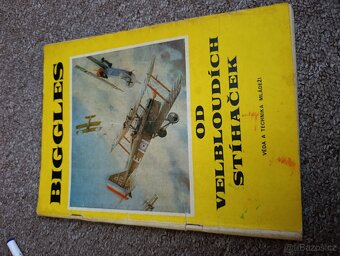 BIGGLES
OD
VELBLOUDÍCH
STÍHAČEK
VĚDA A TECHNIKA MLÁDEŽI